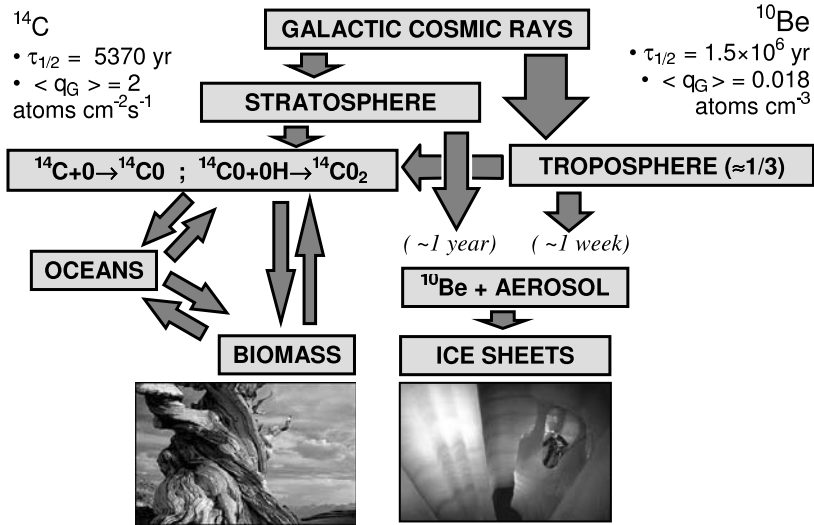 ¹⁴C
• τ₁/₂ = 5370 yr
• < qG > = 2
atoms cm⁻²s⁻¹
GALACTIC COSMIC RAYS
¹⁰Be
• τ₁/₂ = 1.5×10⁶ yr
• < qG > = 0.018
atoms cm⁻³
STRATOSPHERE
¹⁴C+0→¹⁴C0 ; ¹⁴C0+0H→¹⁴C0₂
TROPOSPHERE (≈1/3)
( ~1 year)
( ~1 week)
OCEANS
¹⁰Be + AEROSOL
BIOMASS
ICE SHEETS